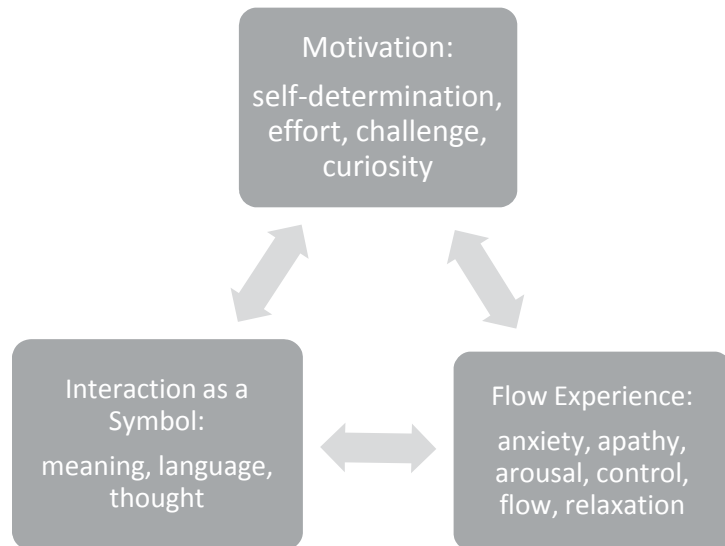 Motivation:
self-determination,
effort, challenge,
curiosity
Interaction as a
Symbol:
meaning, language,
thought
Flow Experience:
anxiety, apathy,
arousal, control,
flow, relaxation